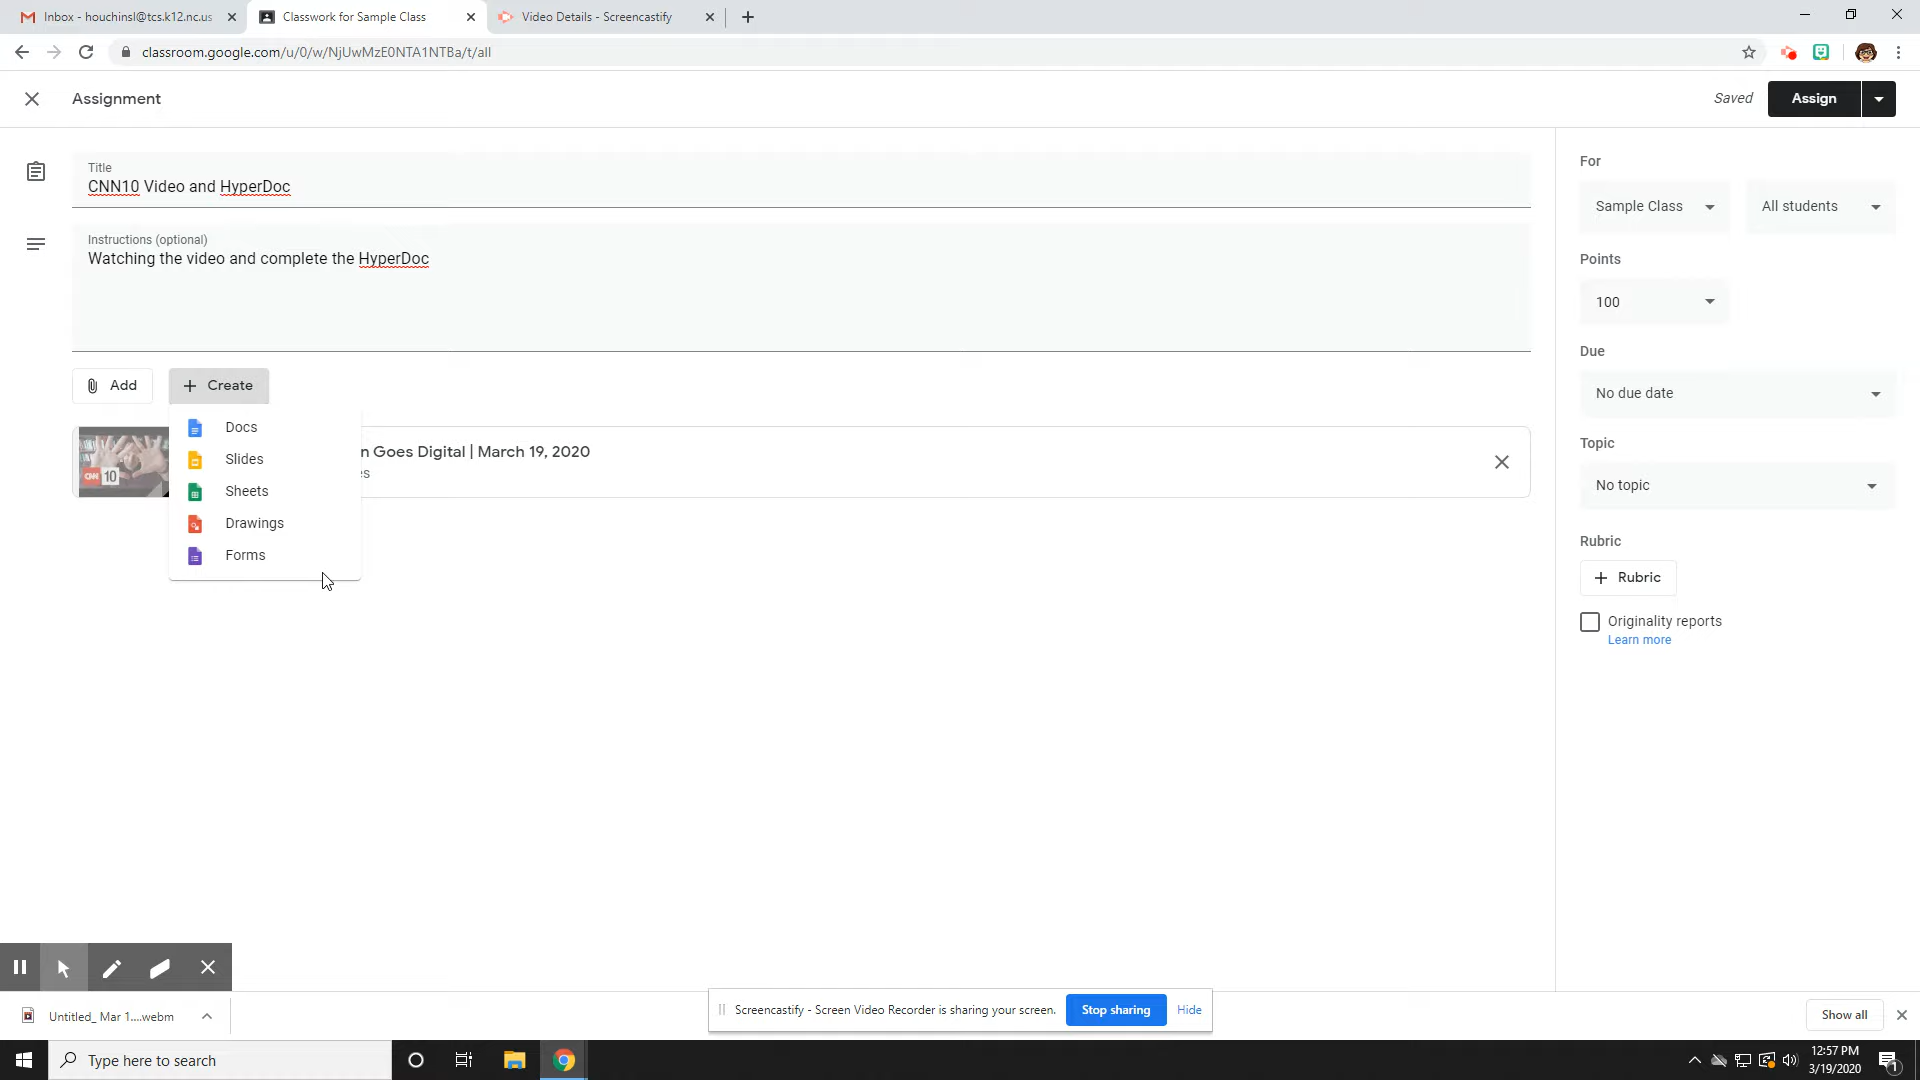 Inbox - houchinsl@tcs.k12.nc.us
Classwork for Sample Class
Video Details - Screencastify
classroom.google.com/u/0/w/NjUwMzE0NTA1NTBa/t/all
Assignment
Saved
Assign
Title
CNN10 Video and HyperDoc
Instructions (optional)
Watching the video and complete the HyperDoc
Add
Create
Docs
Slides
Sheets
Drawings
Forms
CNN 10
n Goes Digital | March 19, 2020
es
For
Sample Class
All students
Points
100
Due
No due date
Topic
No topic
Rubric
Rubric
Originality reports
Learn more
Untitled_ Mar 1....webm
Screencastify - Screen Video Recorder is sharing your screen.
Stop sharing
Hide
Show all
Type here to search
12:57 PM
3/19/2020
1